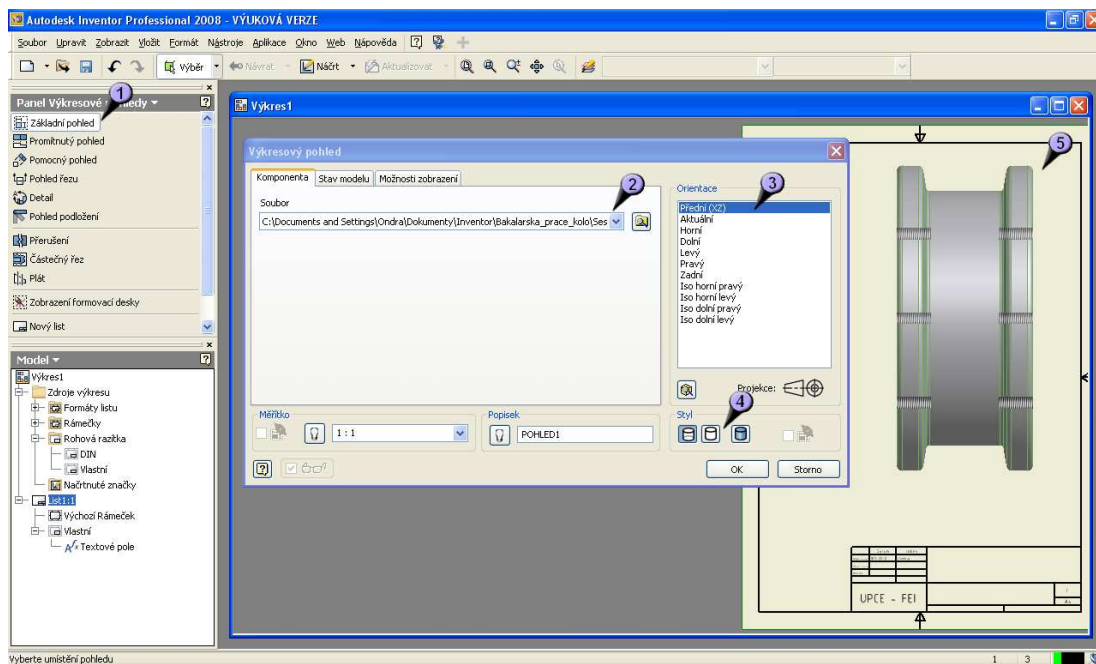 Autodesk Inventor Professional 2008 - VÝUKOVÁ VERZE
Soubor Upravit Zobrazit Vložit Formát Nástroje Aplikace Okno Web Nápověda
Výběr Návrat Náčrt Aktualizovat
1
Panel Výkresové pohledy
Základní pohled
Promítnutý pohled
Pomocný pohled
Pohled řezu
Detail
Pohled podložení
Přerušení
Částečný řez
Plát
Zobrazení formovací desky
Nový list
Model
Výkres1
Zdroje výkresu
Formáty listu
Rámečky
Rohová razítka
DIN
Vlastní
Načrtnuté značky
List1:1
Výchozí Rámeček
Vlastní
Textové pole
Výkres1
Výkresový pohled
Komponenta Stav modelu Možnosti zobrazení
Soubor
2
C:\Documents and Settings\Ondra\Dokumenty\Inventor\Bakalarska_prace_kolo\Ses
Orientace
3
Přední (XZ)
Aktuální
Horní
Dolní
Levý
Pravý
Zadní
Iso horní pravý
Iso horní levý
Iso dolní pravý
Iso dolní levý
Projekce:
4
Měřítko
1 : 1
Popisek
POHLED1
Styl
OK Storno
5
UPCE - FEI
Vyberte umístění pohledu
1 3